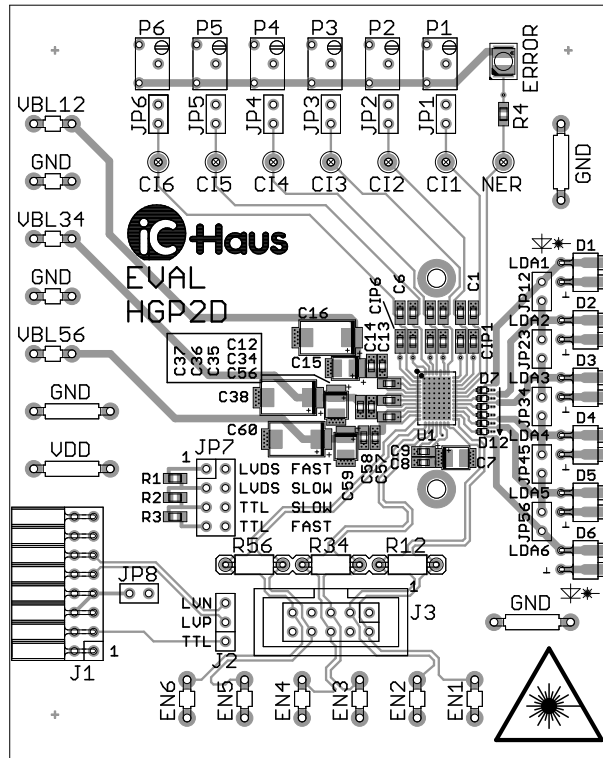 P6 P5 P4 P3 P2 P1
ERROR
JP6 JP5 JP4 JP3 JP2 JP1
R4
VBL12
GND
CI6 CI5 CI4 CI3 CI2 CI1 NER
GND
VBL34
iC Haus
EVAL
HGP2D
GND
D1
LDA1
JP12
CIP6
C6
C1
C16
D2
LDA2
C14
C13
CIP1
JP23
VBL56
C37
C36
C35
C12
C34
C56
C15
D3
LDA3
D7
JP34
C38
GND
D4
LDA4
C60
U1
D12
JP45
VDD
JP7
1
C59
C58
C57
C9
C8
C7
R1
LVDS FAST
R2
LVDS SLOW
R3
TTL SLOW
TTL FAST
D5
LDA5
JP56
D6
LDA6
R56 R34 R12
JP8
LVN
LVP
TTL
J2
1
J3
GND
J1
1
EN6 EN5 EN4 EN3 EN2 EN1